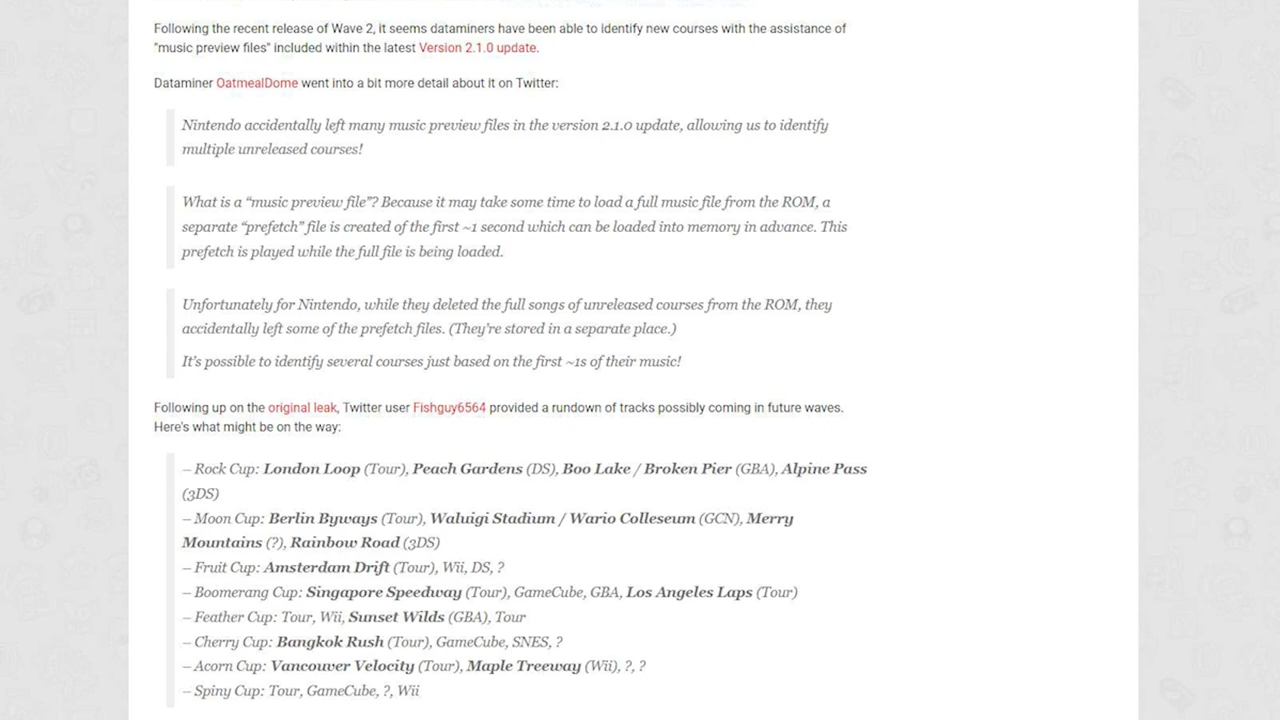 Following the recent release of Wave 2, it seems dataminers have been able to identify new courses with the assistance of
"music preview files" included within the latest Version 2.1.0 update.
Dataminer OatmealDome went into a bit more detail about it on Twitter:
Nintendo accidentally left many music preview files in the version 2.1.0 update, allowing us to identify
multiple unreleased courses!
What is a “music preview file”? Because it may take some time to load a full music file from the ROM, a
separate “prefetch” file is created of the first ~1 second which can be loaded into memory in advance. This
prefetch is played while the full file is being loaded.
Unfortunately for Nintendo, while they deleted the full songs of unreleased courses from the ROM, they
accidentally left some of the prefetch files. (They’re stored in a separate place.)
It’s possible to identify several courses just based on the first ~1s of their music!
Following up on the original leak, Twitter user Fishguy6564 provided a rundown of tracks possibly coming in future waves.
Here's what might be on the way:
– Rock Cup: London Loop (Tour), Peach Gardens (DS), Boo Lake / Broken Pier (GBA), Alpine Pass
(3DS)
– Moon Cup: Berlin Byways (Tour), Waluigi Stadium / Wario Colleseum (GCN), Merry
Mountains (?), Rainbow Road (3DS)
– Fruit Cup: Amsterdam Drift (Tour), Wii, DS, ?
– Boomerang Cup: Singapore Speedway (Tour), GameCube, GBA, Los Angeles Laps (Tour)
– Feather Cup: Tour, Wii, Sunset Wilds (GBA), Tour
– Cherry Cup: Bangkok Rush (Tour), GameCube, SNES, ?
– Acorn Cup: Vancouver Velocity (Tour), Maple Treeway (Wii), ?, ?
– Spiny Cup: Tour, GameCube, ?, Wii